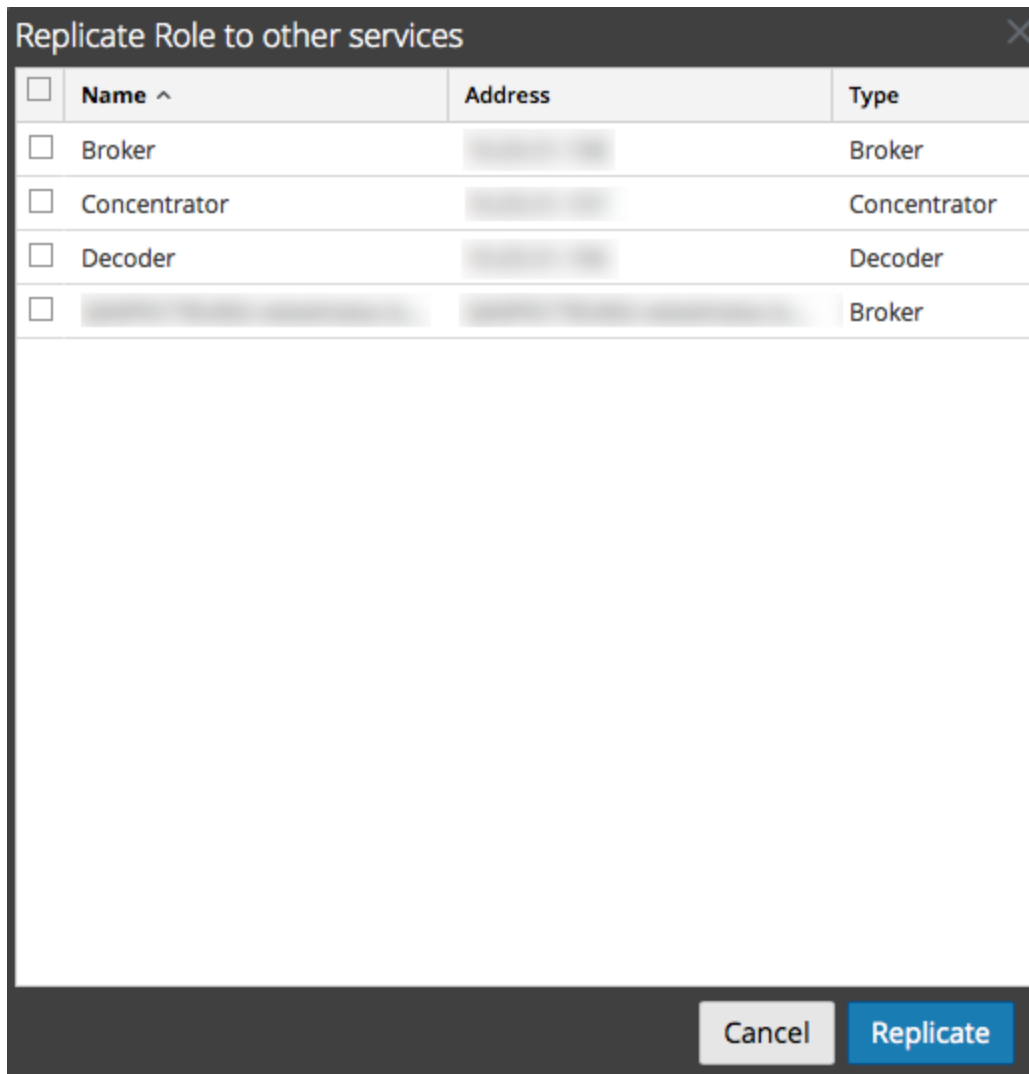 Replicate Role to other services
Name Address Type
Broker Broker
Concentrator Concentrator
Decoder Decoder
Broker
Cancel Replicate